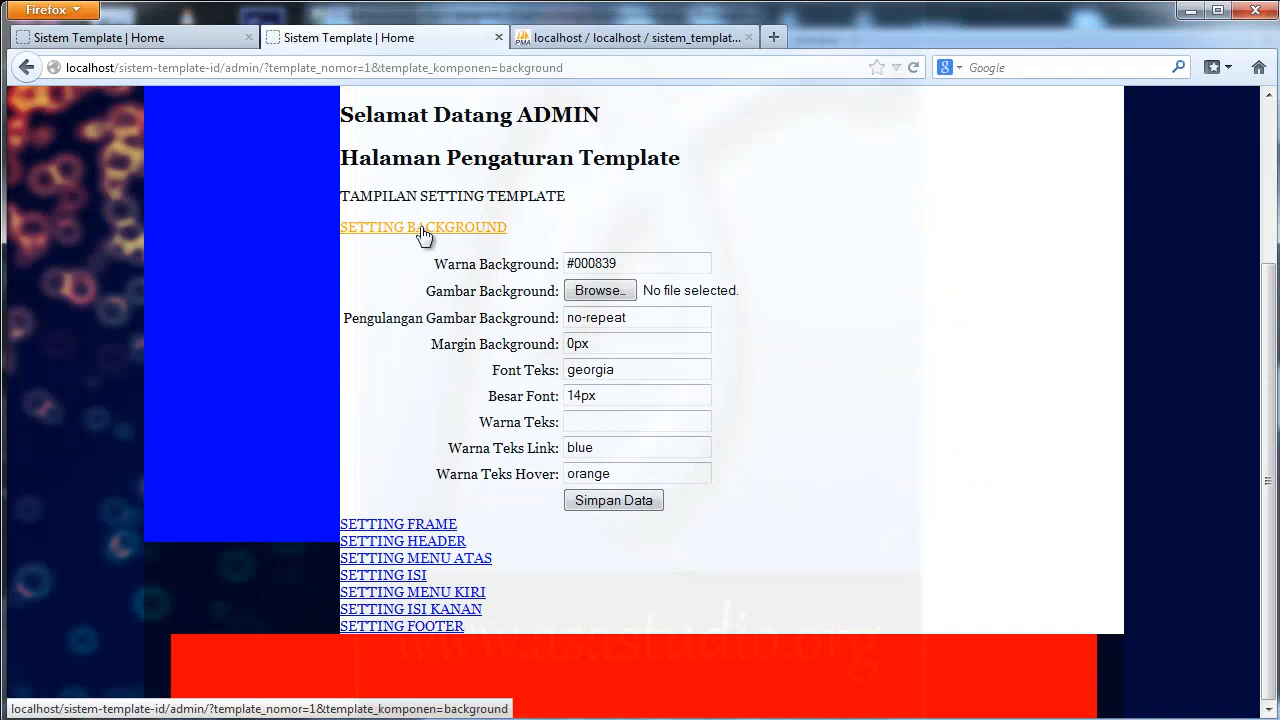 Firefox
Sistem Template | Home
Sistem Template | Home
localhost / localhost / sistem_templat...
localhost/sistem-template-id/admin/?template_nomor=1&template_komponen=background
Google
Selamat Datang ADMIN
Halaman Pengaturan Template
TAMPILAN SETTING TEMPLATE
SETTING BACKGROUND
Warna Background: #000839
Gambar Background: Browse... No file selected.
Pengulangan Gambar Background: no-repeat
Margin Background: 0px
Font Teks: georgia
Besar Font: 14px
Warna Teks:
Warna Teks Link: blue
Warna Teks Hover: orange
Simpan Data
SETTING FRAME
SETTING HEADER
SETTING MENU ATAS
SETTING ISI
SETTING MENU KIRI
SETTING ISI KANAN
SETTING FOOTER
www.asastudio.org
localhost/sistem-template-id/admin/?template_nomor=1&template_komponen=background